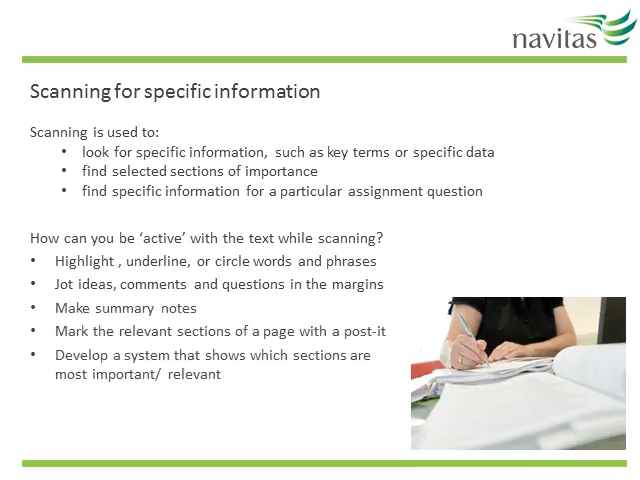 navitas
Scanning for specific information
Scanning is used to:
• look for specific information, such as key terms or specific data
• find selected sections of importance
• find specific information for a particular assignment question
How can you be ‘active’ with the text while scanning?
• Highlight , underline, or circle words and phrases
• Jot ideas, comments and questions in the margins
• Make summary notes
• Mark the relevant sections of a page with a post-it
• Develop a system that shows which sections are
most important/ relevant